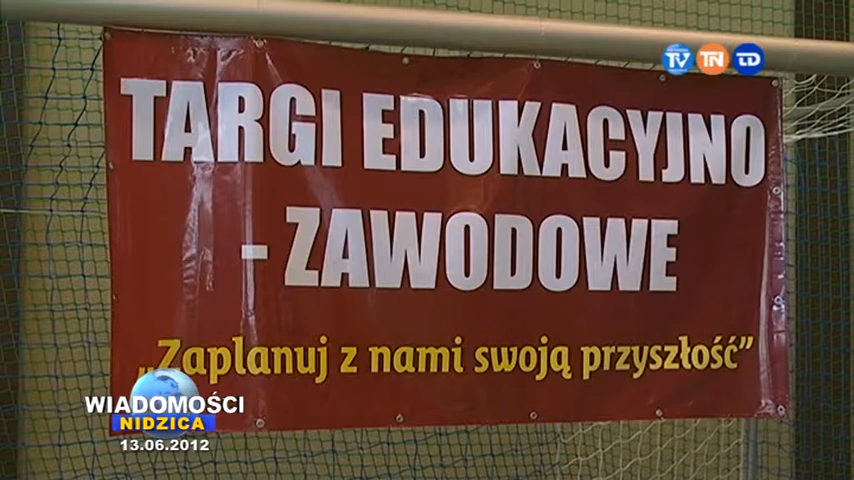 TV TN TD
TARGI EDUKACYJNO
- ZAWODOWE
„Zaplanuj z nami swoją przyszłość”
WIADOMOŚCI
NIDZICA
13.06.2012